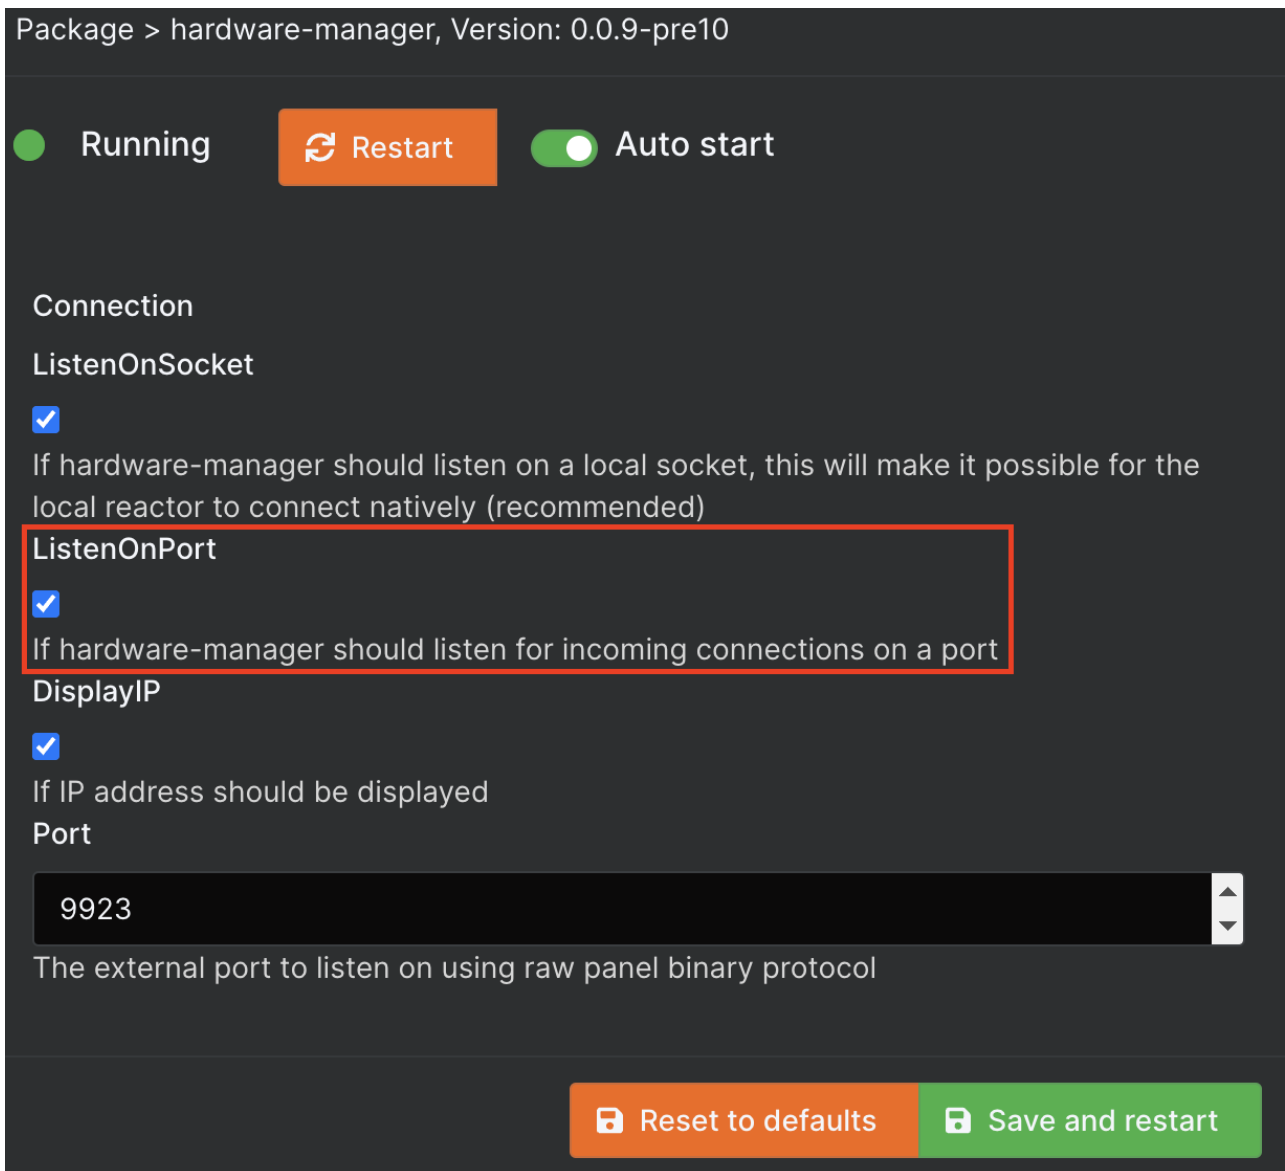 Package > hardware-manager, Version: 0.0.9-pre10
Running Restart Auto start
Connection
ListenOnSocket
If hardware-manager should listen on a local socket, this will make it possible for the
local reactor to connect natively (recommended)
ListenOnPort
If hardware-manager should listen for incoming connections on a port
DisplayIP
If IP address should be displayed
Port
9923
The external port to listen on using raw panel binary protocol
Reset to defaults Save and restart